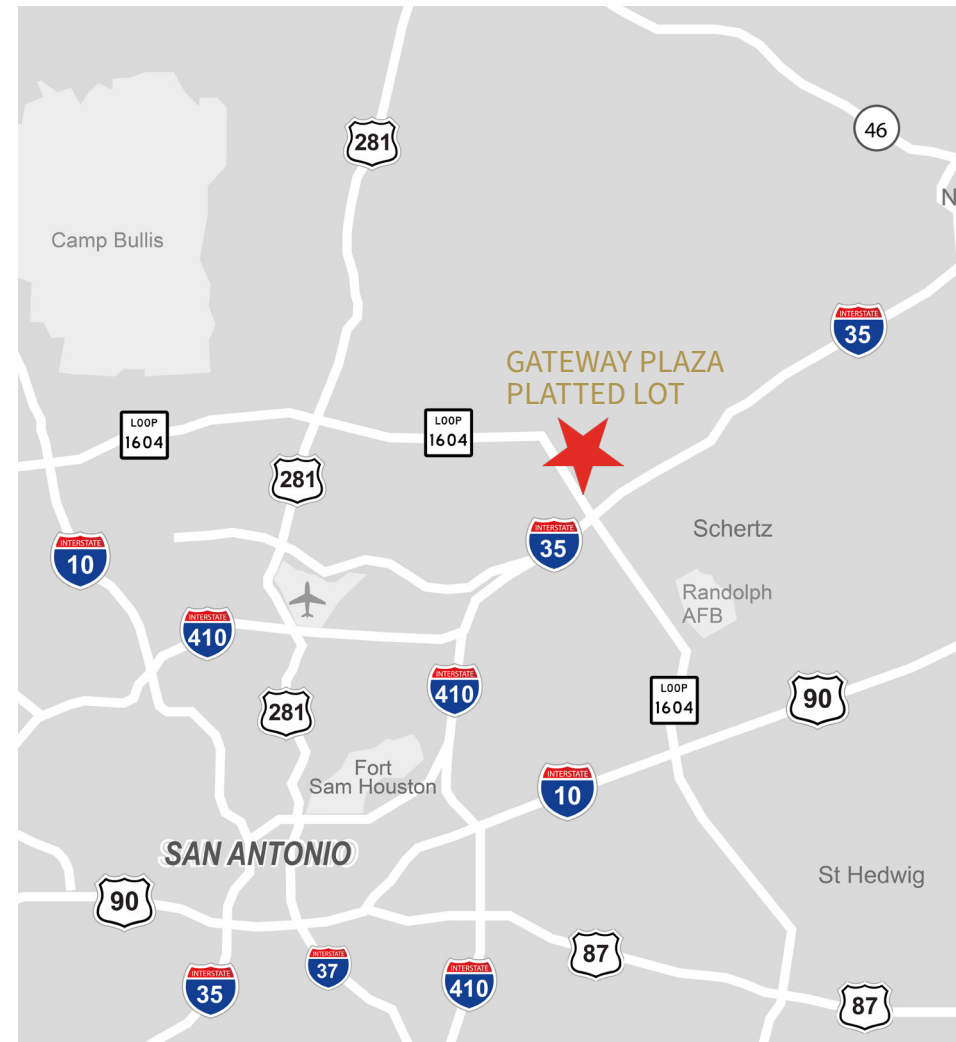 281
46
N
Camp Bullis
INTERSTATE
35
GATEWAY PLAZA
PLATTED LOT
LOOP
1604
LOOP
1604
281
INTERSTATE
10
INTERSTATE
35
Schertz
Randolph
AFB
INTERSTATE
410
INTERSTATE
410
LOOP
1604
90
281
Fort
Sam Houston
INTERSTATE
10
SAN ANTONIO
St Hedwig
90
87
INTERSTATE
37
INTERSTATE
35
INTERSTATE
410
87